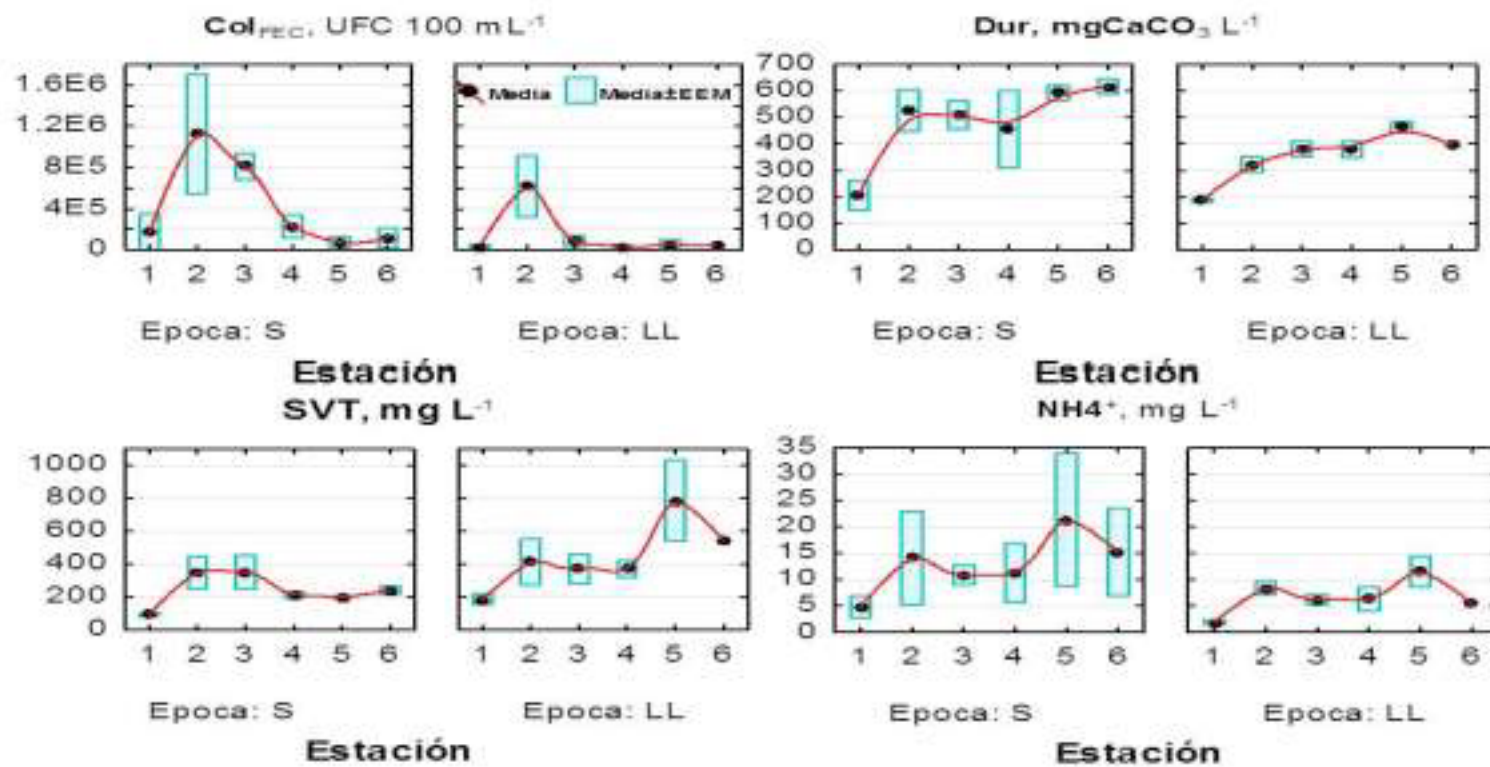 Col_FEC, UFC 100 mL⁻¹
Dur, mgCaCO₃ L⁻¹
1.6E6
1.2E6
8E5
4E5
0
Media Media±EEM
700
600
500
400
300
200
100
0
1 2 3 4 5 6
1 2 3 4 5 6
1 2 3 4 5 6
1 2 3 4 5 6
Epoca: S
Epoca: LL
Epoca: S
Epoca: LL
Estación
Estación
SVT, mg L⁻¹
NH4⁺, mg L⁻¹
1000
800
600
400
200
0
35
30
25
20
15
10
5
0
1 2 3 4 5 6
1 2 3 4 5 6
1 2 3 4 5 6
1 2 3 4 5 6
Epoca: S
Epoca: LL
Epoca: S
Epoca: LL
Estación
Estación